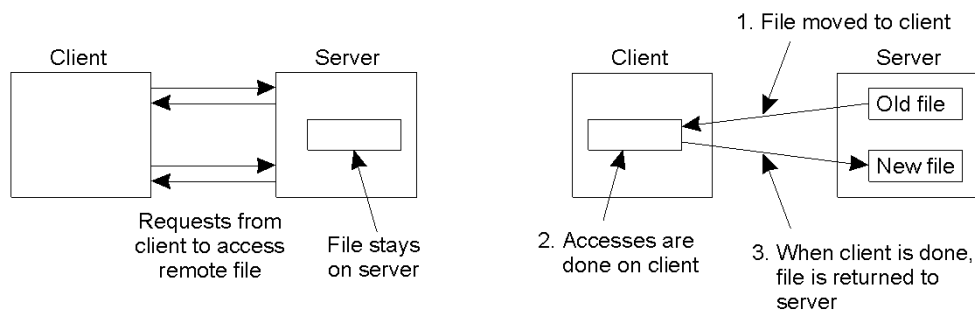 Client
Server
Requests from
client to access
remote file
File stays
on server
1. File moved to client
Client
Server
Old file
New file
2. Accesses are
done on client
3. When client is done,
file is returned to
server